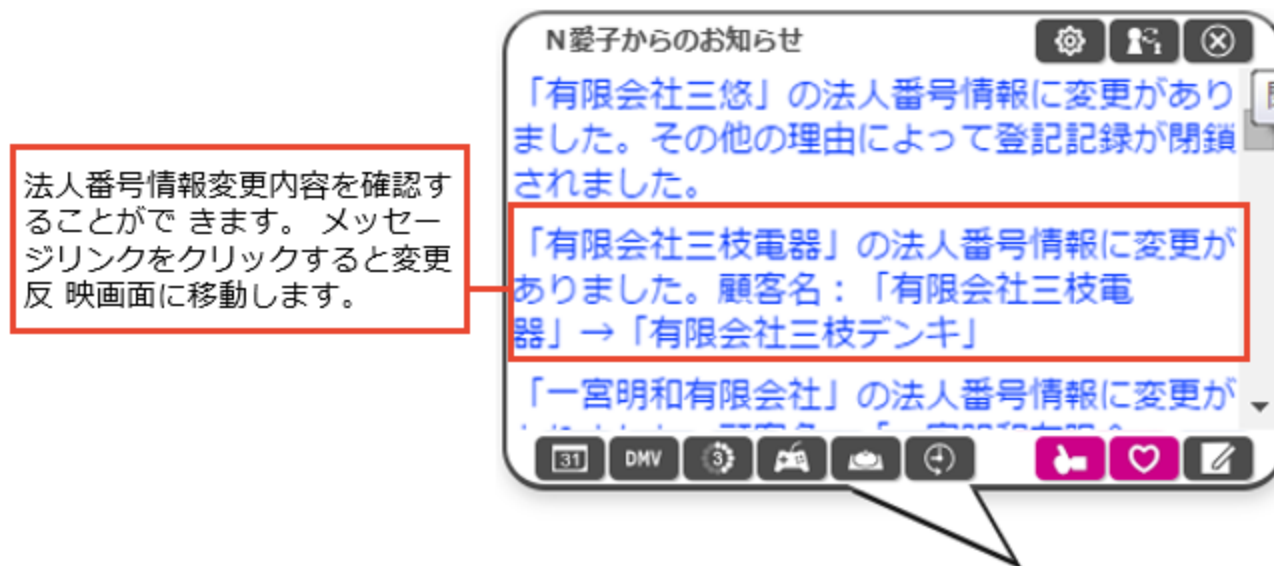 N愛子からのお知らせ
「有限会社三悠」の法人番号情報に変更があり
ました。その他の理由によって登記記録が閉鎖
されました。
法人番号情報変更内容を確認す
ることがで きます。 メッセー
ジリンクをクリックすると変更
反 映画面に移動します。
「有限会社三枝電器」の法人番号情報に変更が
ありました。顧客名：「有限会社三枝電
器」→「有限会社三枝デンキ」
「一宮明和有限会社」の法人番号情報に変更が
31
DMV
3